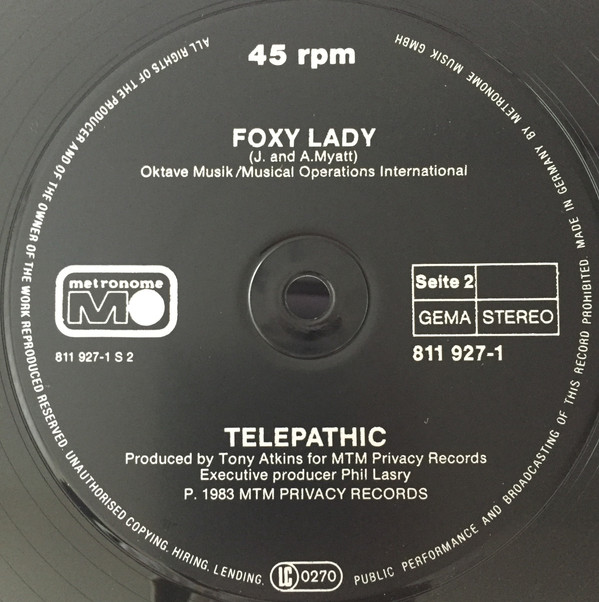 45 rpm
FOXY LADY
(J. and A.Myatt)
Oktave Musik/Musical Operations International
metronome
M
811 927-1 S 2
Seite 2
GEMA STEREO
811 927-1
TELEPATHIC
Produced by Tony Atkins for MTM Privacy Records
Executive producer Phil Lasry
P. 1983 MTM PRIVACY RECORDS
LC 0270
ALL RIGHTS OF THE PRODUCER AND OF THE OWNER OF THE WORK REPRODUCED RESERVED. UNAUTHORISED COPYING. HIRING. LENDING. PUBLIC PERFORMANCE AND BROADCASTING OF THIS RECORD PROHIBITED. MADE IN GERMANY BY METRONOME MUSIK GMBH